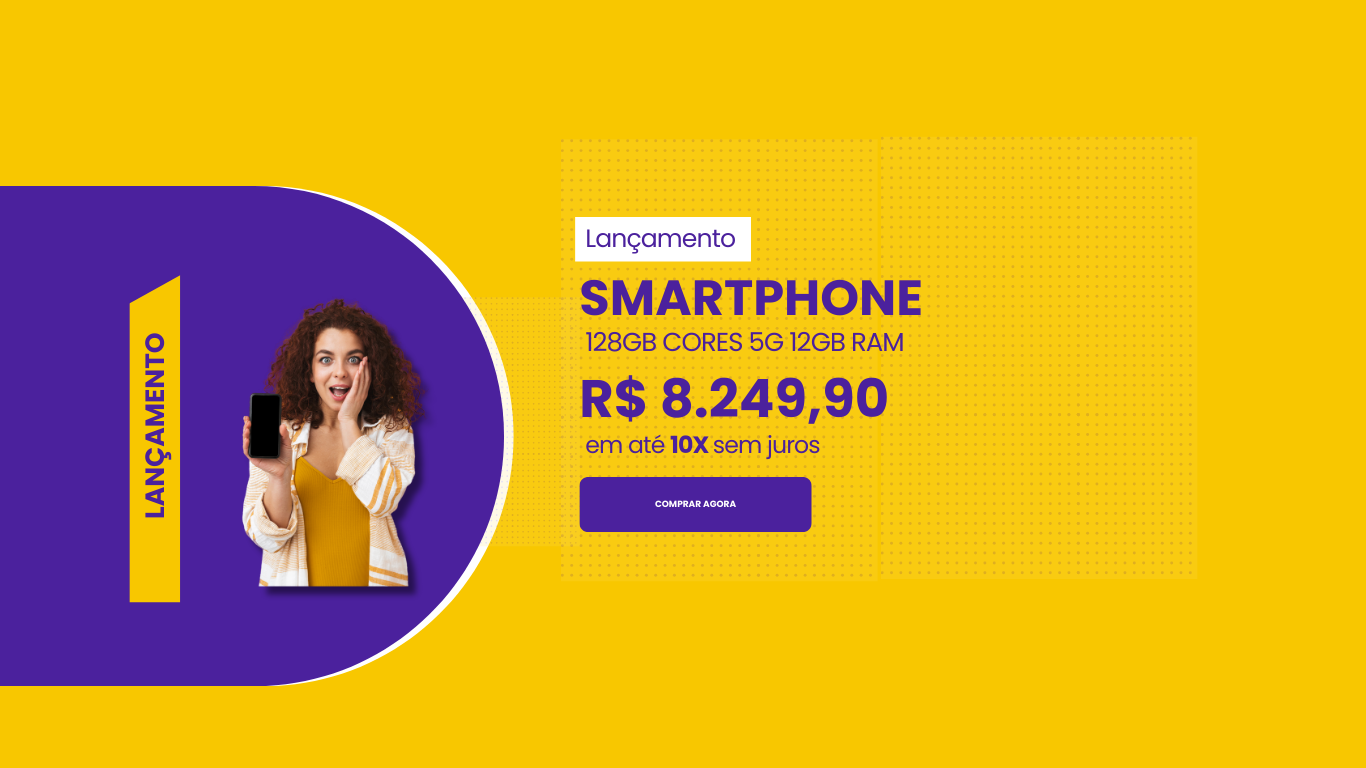 LANÇAMENTO
Lançamento
SMARTPHONE
128GB CORES 5G 12GB RAM
R$ 8.249,90
em até 10X sem juros
COMPRAR AGORA